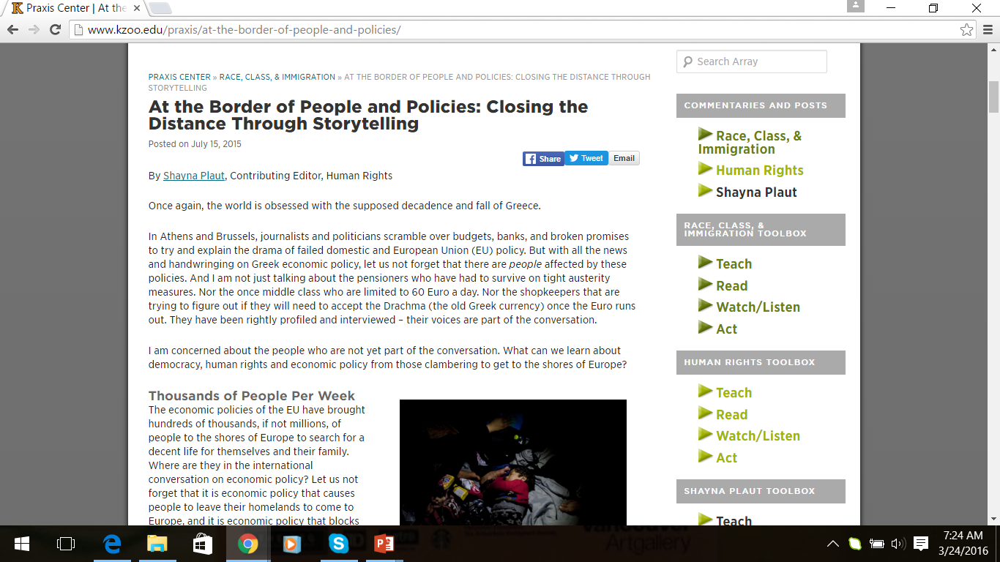 Praxis Center | At the
www.kzoo.edu/praxis/at-the-border-of-people-and-policies/
PRAXIS CENTER » RACE, CLASS, & IMMIGRATION » AT THE BORDER OF PEOPLE AND POLICIES: CLOSING THE DISTANCE THROUGH
STORYTELLING
At the Border of People and Policies: Closing the
Distance Through Storytelling
Posted on July 15, 2015
Share
Tweet
Email
By Shayna Plaut, Contributing Editor, Human Rights
Once again, the world is obsessed with the supposed decadence and fall of Greece.
In Athens and Brussels, journalists and politicians scramble over budgets, banks, and broken promises
to try and explain the drama of failed domestic and European Union (EU) policy. But with all the news
and handwringing on Greek economic policy, let us not forget that there are people affected by these
policies. And I am not just talking about the pensioners who have had to survive on tight austerity
measures. Nor the once middle class who are limited to 60 Euro a day. Nor the shopkeepers that are
trying to figure out if they will need to accept the Drachma (the old Greek currency) once the Euro runs
out. They have been rightly profiled and interviewed – their voices are part of the conversation.
I am concerned about the people who are not yet part of the conversation. What can we learn about
democracy, human rights and economic policy from those clambering to get to the shores of Europe?
Thousands of People Per Week
The economic policies of the EU have brought
hundreds of thousands, if not millions, of
people to the shores of Europe to search for a
decent life for themselves and their family.
Where are they in the international
conversation on economic policy? Let us not
forget that it is economic policy that causes
people to leave their homelands to come to
Europe, and it is economic policy that blocks
Search Array
COMMENTARIES AND POSTS
Race, Class, &
Immigration
Human Rights
Shayna Plaut
RACE, CLASS, &
IMMIGRATION TOOLBOX
Teach
Read
Watch/Listen
Act
HUMAN RIGHTS TOOLBOX
Teach
Read
Watch/Listen
Act
SHAYNA PLAUT TOOLBOX
Teach
Vancouver
Artgallery
7:24 AM
3/24/2016